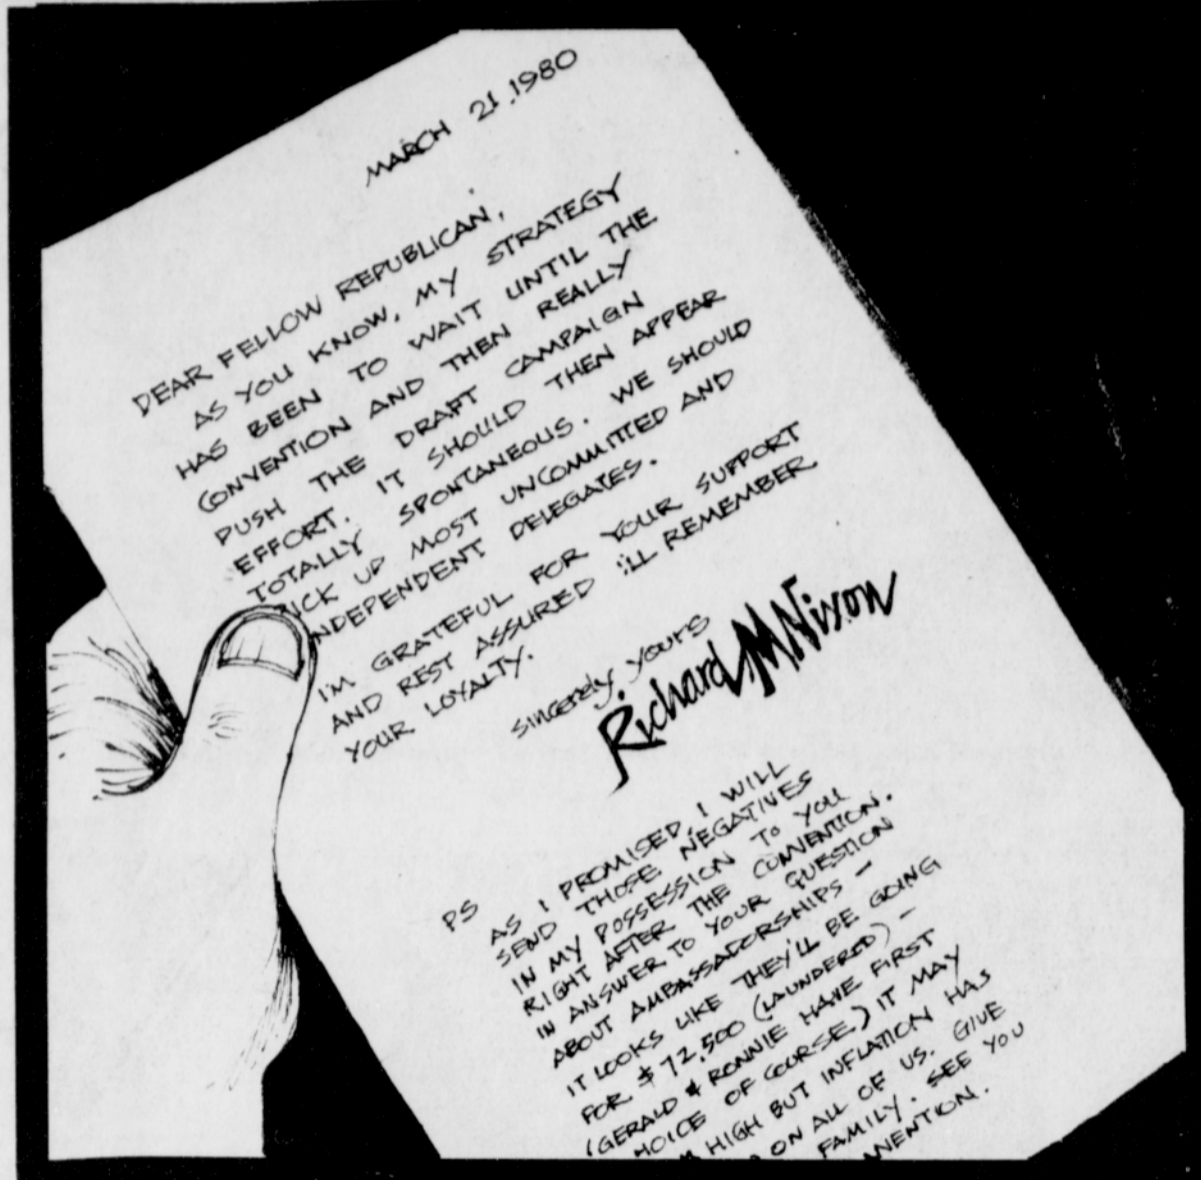 MARCH 21, 1980
DEAR FELLOW REPUBLICAN,
AS YOU KNOW, MY STRATEGY
HAS BEEN TO WAIT UNTIL THE
CONVENTION AND THEN REALLY
PUSH THE DRAFT CAMPAIGN
EFFORT. IT SHOULD THEN APPEAR
TOTALLY SPONTANEOUS. WE SHOULD
ICK UP MOST UNCOMMITTED AND
NDEPENDENT DELEGATES.
I'M GRATEFUL FOR YOUR SUPPORT
AND REST ASSURED I'LL REMEMBER
YOUR LOYALTY.
Sincerely yours
Richard M Nixon
PS
AS I PROMISED, I WILL
SEND THOSE NEGATIVES
IN MY POSSESSION TO YOU
RIGHT AFTER THE CONVENTION.
IN ANSWER TO YOUR QUESTION
ABOUT AMBASSADORSHIPS –
IT LOOKS LIKE THEY'LL BE GOING
FOR $72,500 (LAUNDERED) –
(GERALD & RONNIE HAVE FIRST
HOICE OF COURSE.) IT MAY
HIGH BUT INFLATION HAS
ON ALL OF US. GIVE
FAMILY. SEE YOU
NVENTION.